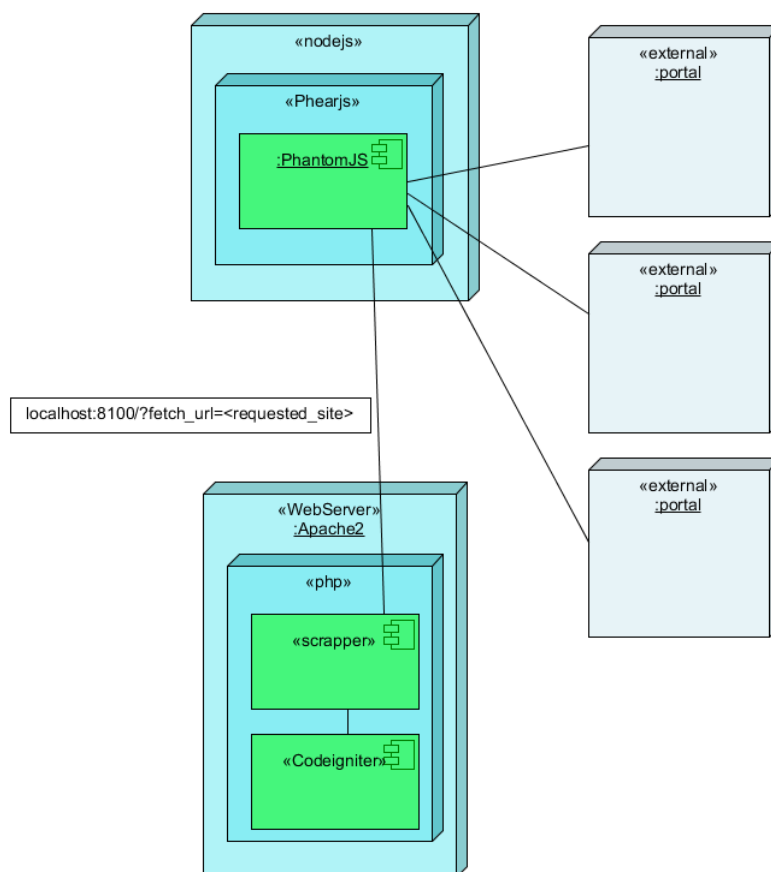 «nodejs»
«Phearjs»
:PhantomJS
«external»
:portal
«external»
:portal
«external»
:portal
localhost:8100/?fetch_url=<requested_site>
«WebServer»
:Apache2
«php»
«scrapper»
«Codeigniter»